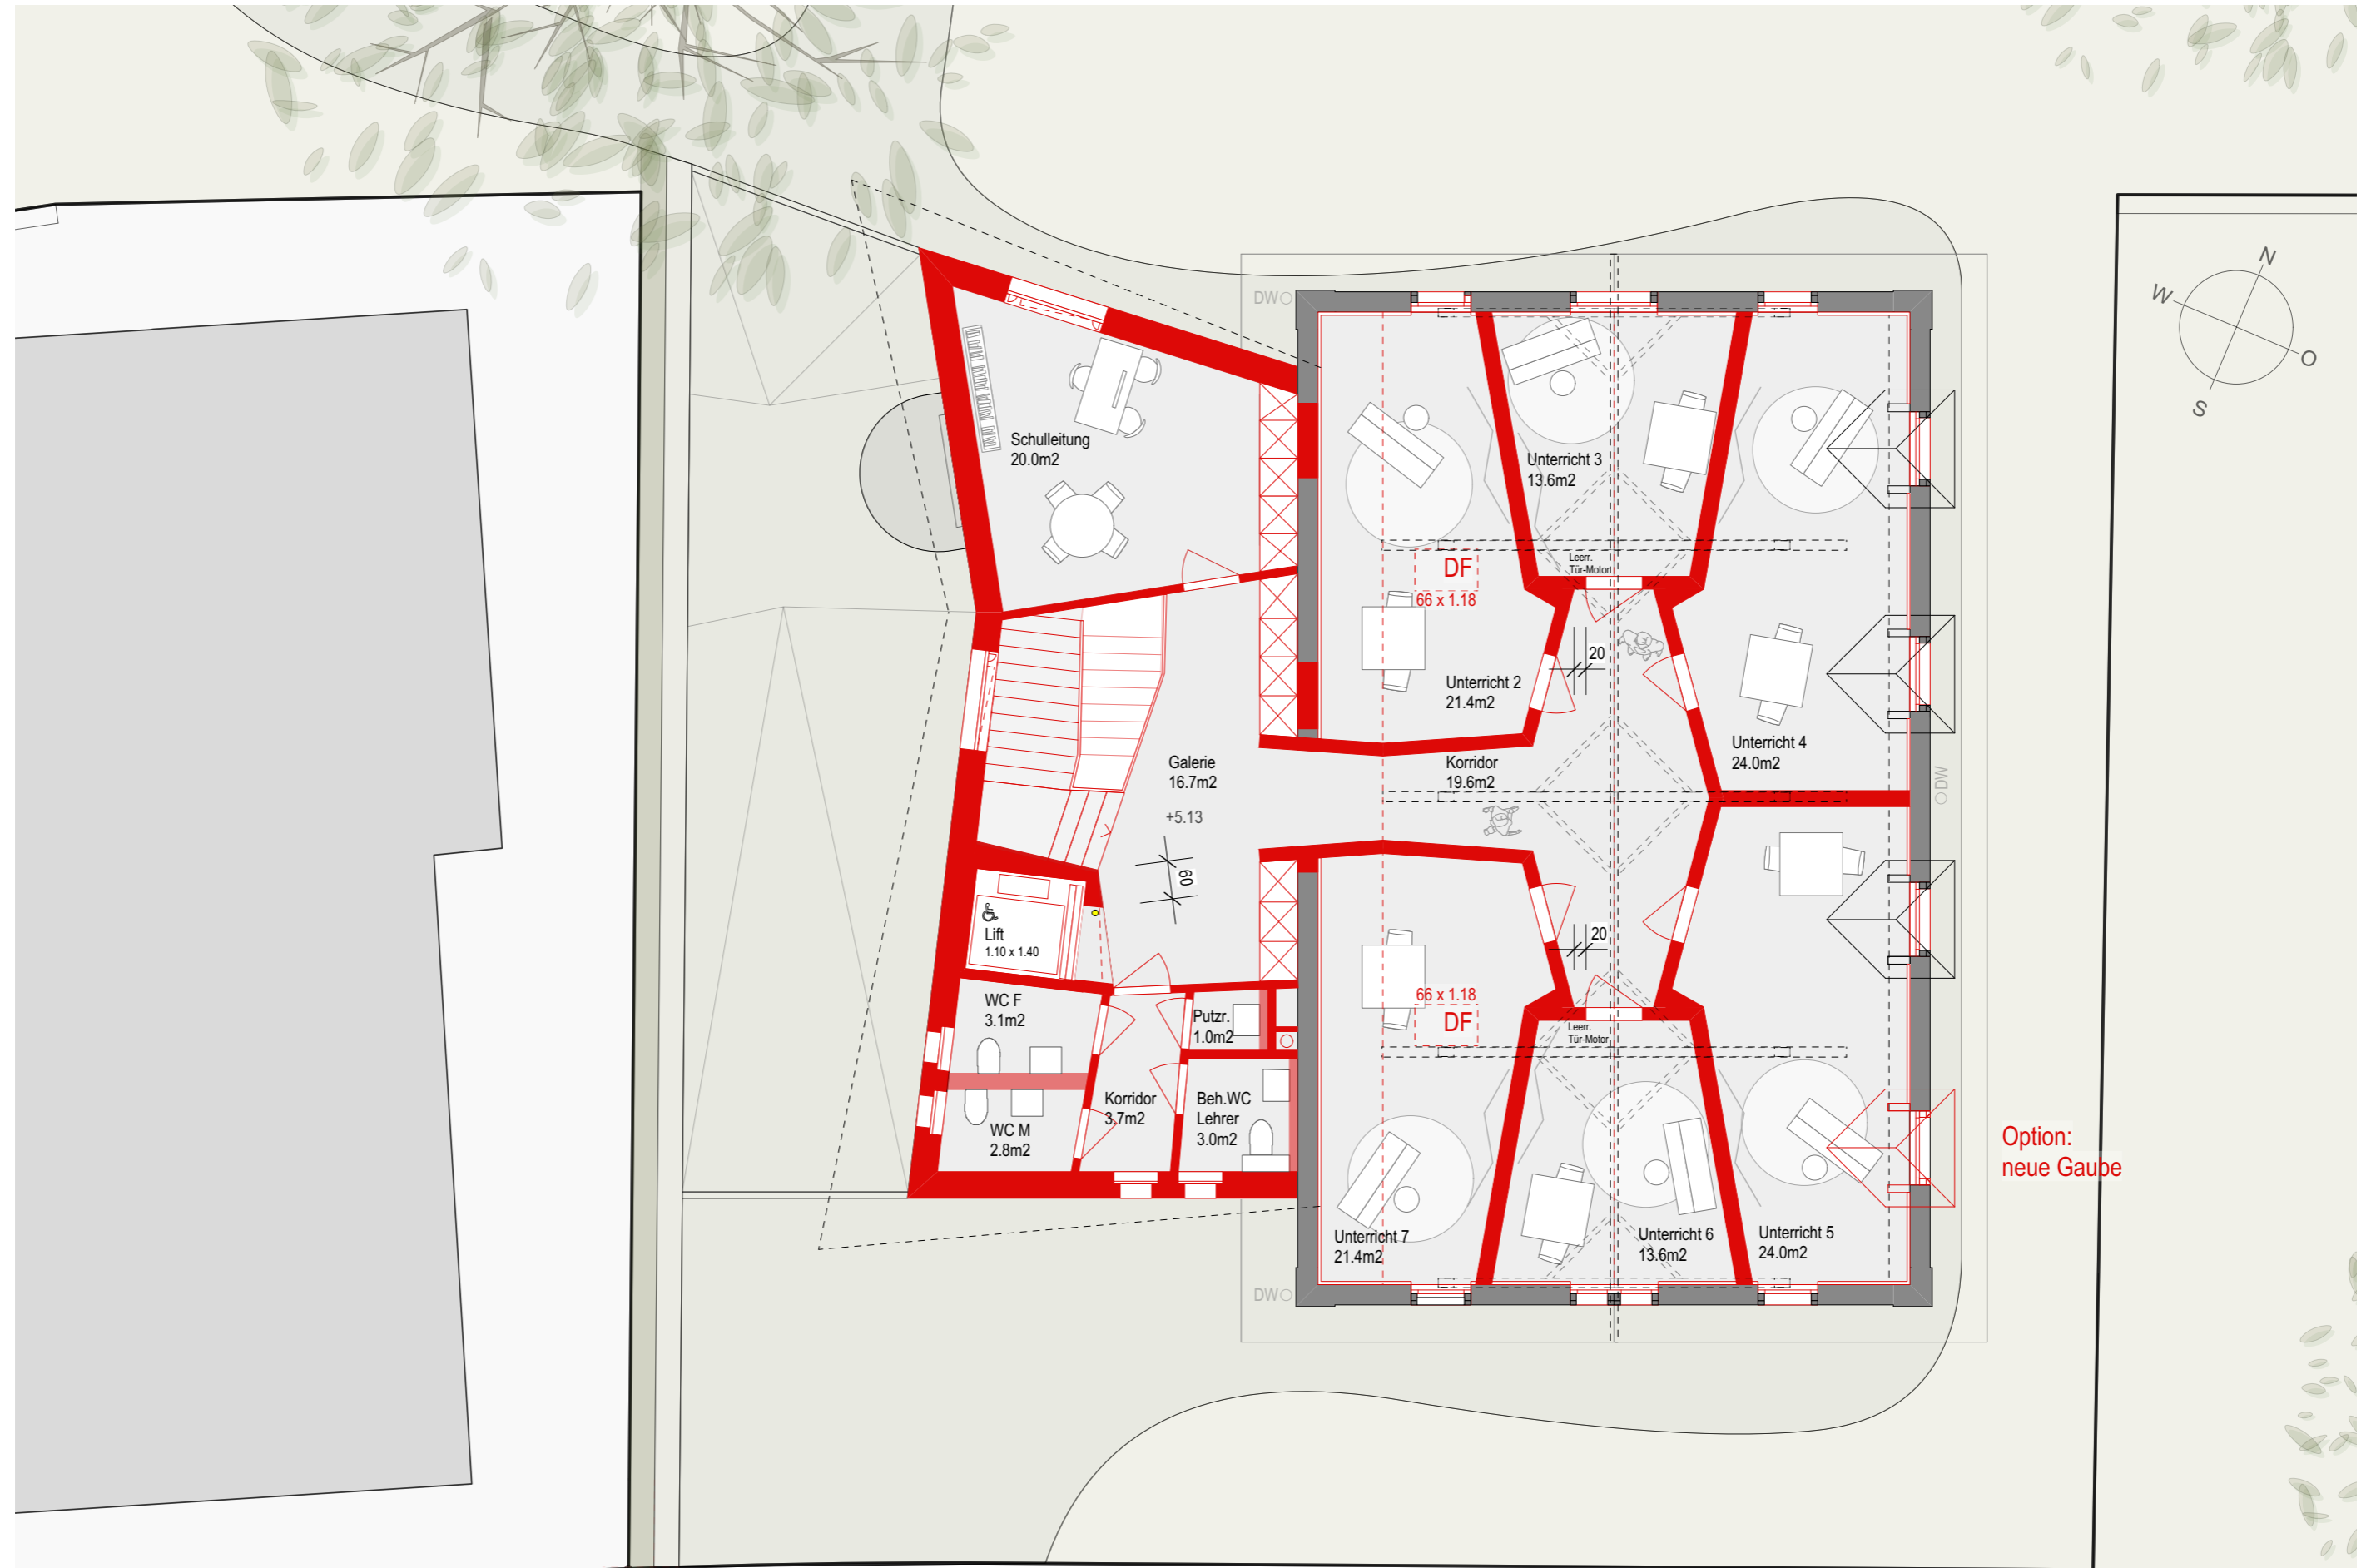 N
W
O
S
DW
Schulleitung
20.0m2
Unterricht 3
13.6m2
Leerr.
Tür-Motor
DF
66 x 1.18
20
Unterricht 2
21.4m2
Unterricht 4
24.0m2
Galerie
16.7m2
+5.13
Korridor
19.6m2
DW
60
Lift
1.10 x 1.40
20
WC F
3.1m2
Putzr.
1.0m2
66 x 1.18
DF
Leerr.
Tür-Motor
Korridor
3.7m2
Beh.WC
Lehrer
3.0m2
WC M
2.8m2
Option:
neue Gaube
Unterricht 7
21.4m2
Unterricht 6
13.6m2
Unterricht 5
24.0m2
DW